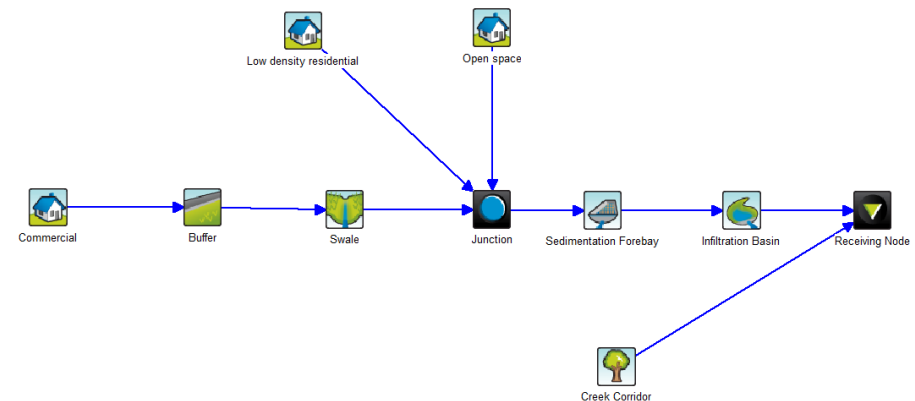 Low density residential
Open space
Commercial
Buffer
Swale
Junction
Sedimentation Forebay
Infiltration Basin
Receiving Node
Creek Corridor